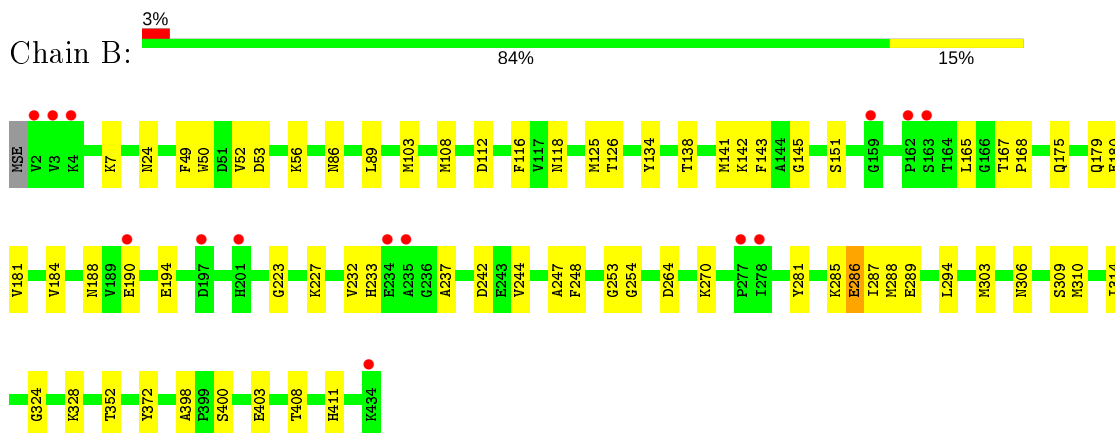 3%
Chain B:
84% 15%
MSE V2 V3 K4 K7 N24 F49 W50 D51 V52 D53 K56 N86 L89 M103 M108 D112 F116 V117 N118 M125 T126 Y134 T138 M141 K142 F143 A144 G145 S151 G159 P162 S163 T164 L165 G166 T167 P168 Q175 Q179
V181 V184 N188 V189 E190 E194 D197 H201 G223 K227 V232 H233 E234 A235 G236 A237 D242 E243 V244 A247 F248 G253 G254 D264 K270 P277 I278 Y281 K285 E286 I287 M288 E289 L294 M303 N306 S309 M310
G324 K328 T352 Y372 A398 P399 S400 E403 T408 H411 K434